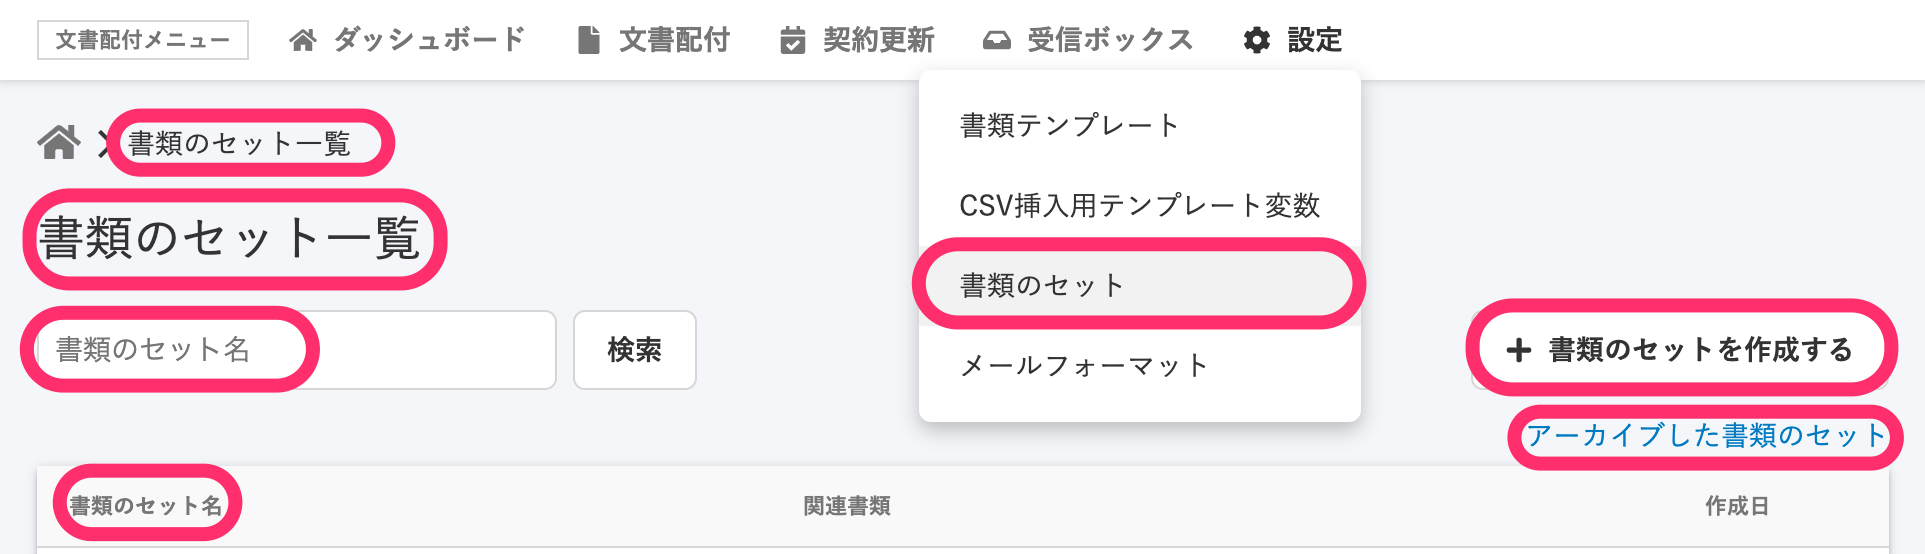 文書配付メニュー ダッシュボード 文書配付 契約更新 受信ボックス 設定
書類のセット一覧
書類のセット一覧
書類のセット名 検索
書類テンプレート
CSV挿入用テンプレート変数
書類のセット
メールフォーマット
+ 書類のセットを作成する
アーカイブした書類のセット
書類のセット名 関連書類 作成日